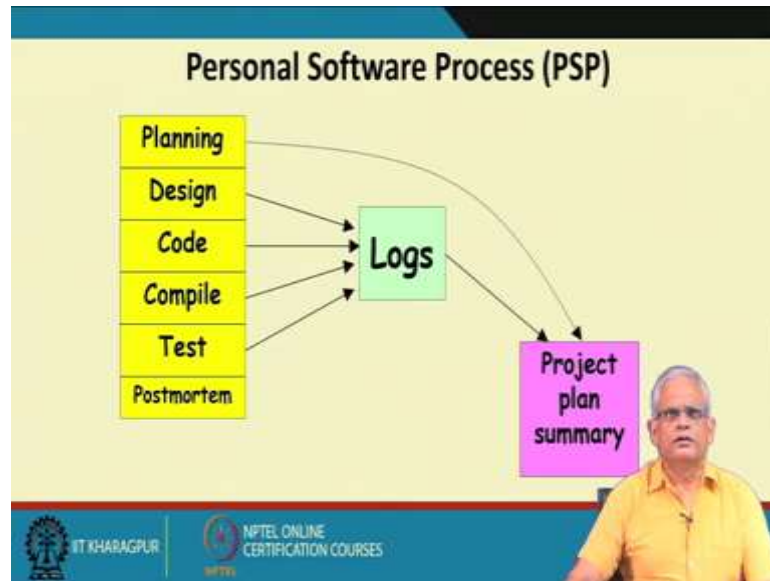 Personal Software Process (PSP)
Planning
Design
Code
Compile
Test
Postmortem
Logs
Project
plan
summary
IIT KHARAGPUR
NPTEL
NPTEL ONLINE
CERTIFICATION COURSES